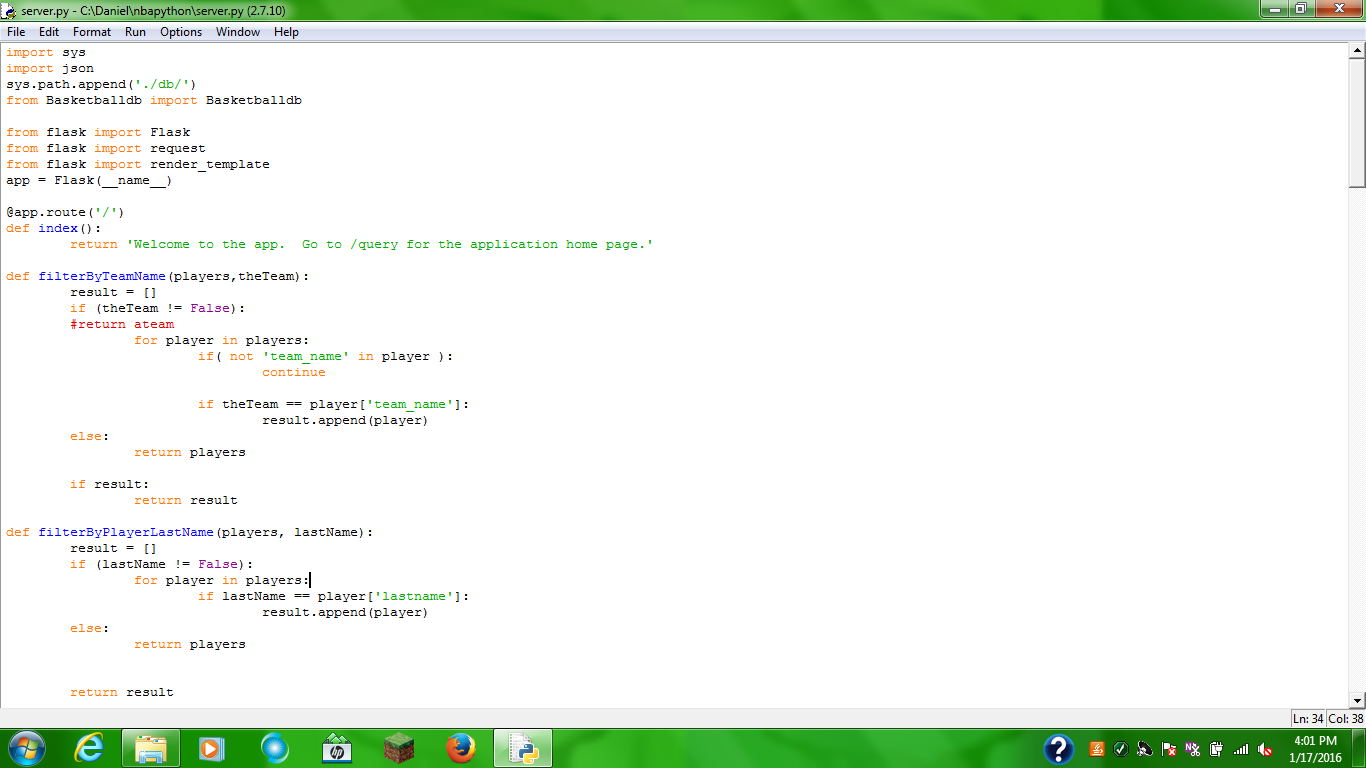 server.py - C:\Daniel\nbapython\server.py (2.7.10)
File Edit Format Run Options Window Help
import sys
import json
sys.path.append('./db/')
from Basketballdb import Basketballdb
from flask import Flask
from flask import request
from flask import render_template
app = Flask(__name__)
@app.route('/')
def index():
        return 'Welcome to the app.  Go to /query for the application home page.'
def filterByTeamName(players,theTeam):
        result = []
        if (theTeam != False):
        #return ateam
                for player in players:
                        if( not 'team_name' in player ):
                                continue
                        if theTeam == player['team_name']:
                                result.append(player)
        else:
                return players
        if result:
                return result
def filterByPlayerLastName(players, lastName):
        result = []
        if (lastName != False):
                for player in players:
                        if lastName == player['lastname']:
                                result.append(player)
        else:
                return players
        return result
Ln: 34 Col: 38
hp
4:01 PM
1/17/2016